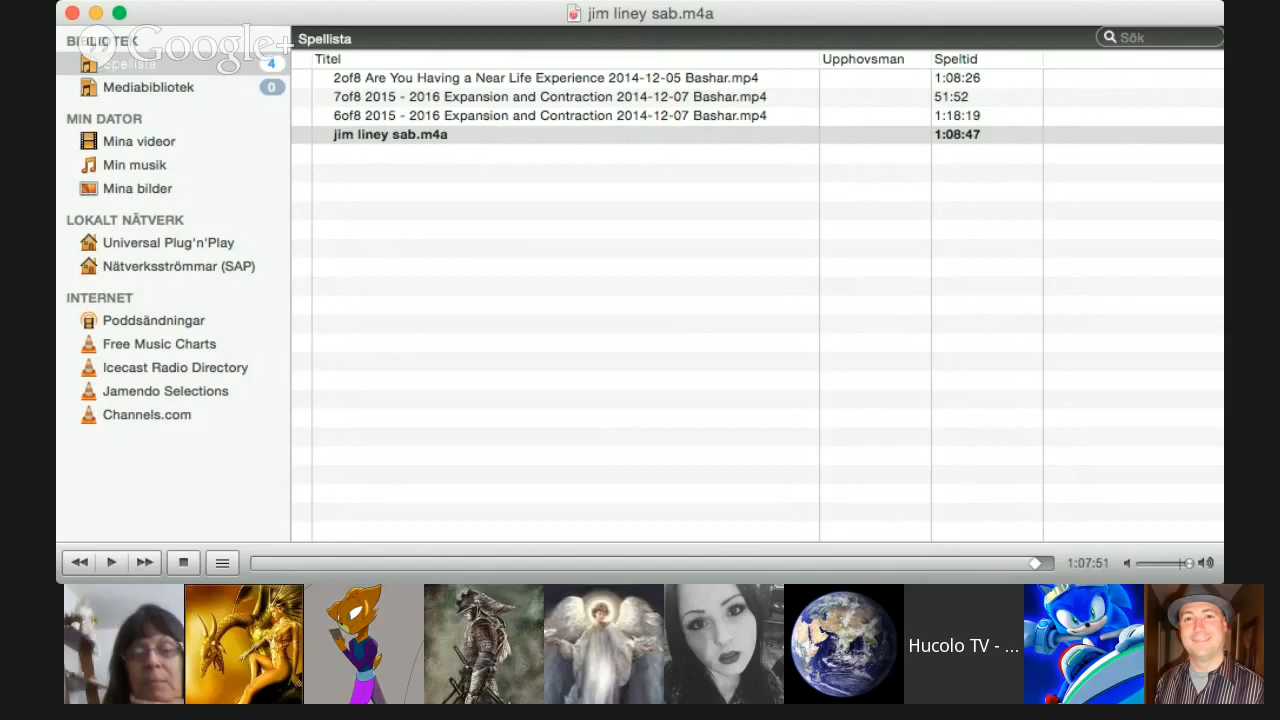 jim liney sab.m4a
BIBLIOTEK
Google+
Spellista
4
Mediabibliotek
0
MIN DATOR
Mina videor
Min musik
Mina bilder
LOKALT NÄTVERK
Universal Plug'n'Play
Nätverksströmmar (SAP)
INTERNET
Poddsändningar
Free Music Charts
Icecast Radio Directory
Jamendo Selections
Channels.com
Spellista
Sök
Titel Upphovsman Speltid
2of8 Are You Having a Near Life Experience 2014-12-05 Bashar.mp4 1:08:26
7of8 2015 - 2016 Expansion and Contraction 2014-12-07 Bashar.mp4 51:52
6of8 2015 - 2016 Expansion and Contraction 2014-12-07 Bashar.mp4 1:18:19
jim liney sab.m4a 1:08:47
1:07:51
Hucolo TV - ...